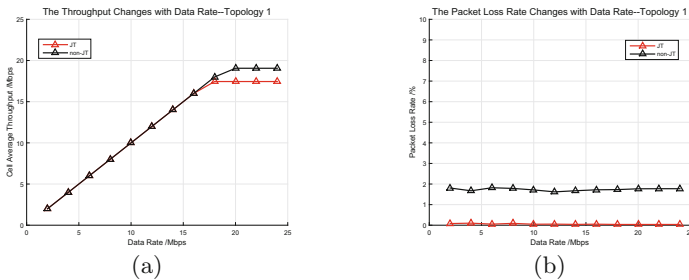 The Throughput Changes with Data Rate--Topology 1
JT
non-JT
25
20
15
10
5
0
Cell Average Throughput /Mbps
0 5 10 15 20 25
Data Rate /Mbps
(a)
The Packet Loss Rate Changes with Data Rate--Topology 1
JT
non-JT
10
9
8
7
6
5
4
3
2
1
0
Packet Loss Rate /%
0 5 10 15 20 25
Data Rate /Mbps
(b)